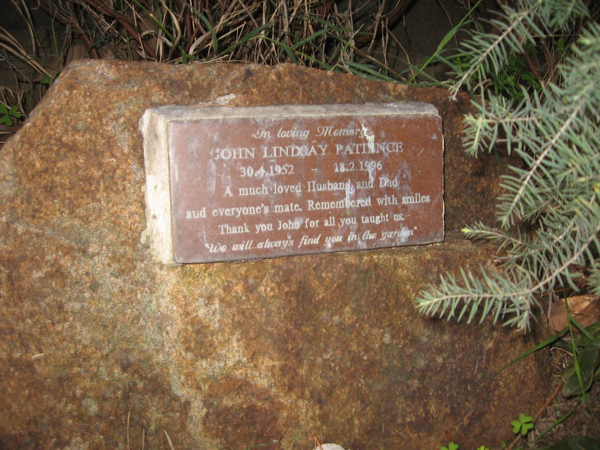 In loving Memory
JOHN LINDSAY PATIENCE
30.4.1952 - 18.2.1996
A much loved Husband and Dad
and everyone's mate. Remembered with smiles
Thank you John for all you taught us.
"We will always find you in the garden"